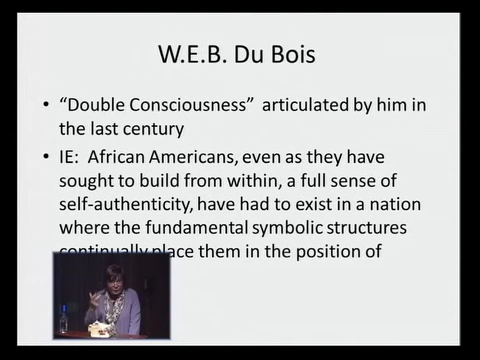 W.E.B. Du Bois
• “Double Consciousness” articulated by him in
the last century
• IE: African Americans, even as they have
sought to build from within, a full sense of
self-authenticity, have had to exist in a nation
where the fundamental symbolic structures
continually place them in the position of